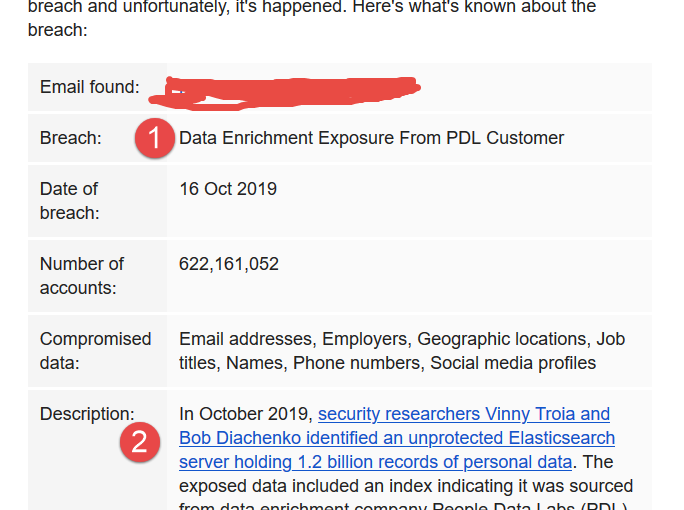 breach and unfortunately, it's happened. Here's what's known about the
breach:
Email found:
Breach: 1 Data Enrichment Exposure From PDL Customer
Date of breach: 16 Oct 2019
Number of accounts: 622,161,052
Compromised data: Email addresses, Employers, Geographic locations, Job
titles, Names, Phone numbers, Social media profiles
Description: 2 In October 2019, security researchers Vinny Troia and
Bob Diachenko identified an unprotected Elasticsearch
server holding 1.2 billion records of personal data. The
exposed data included an index indicating it was sourced
from data enrichment company People Data Labs (PDL)